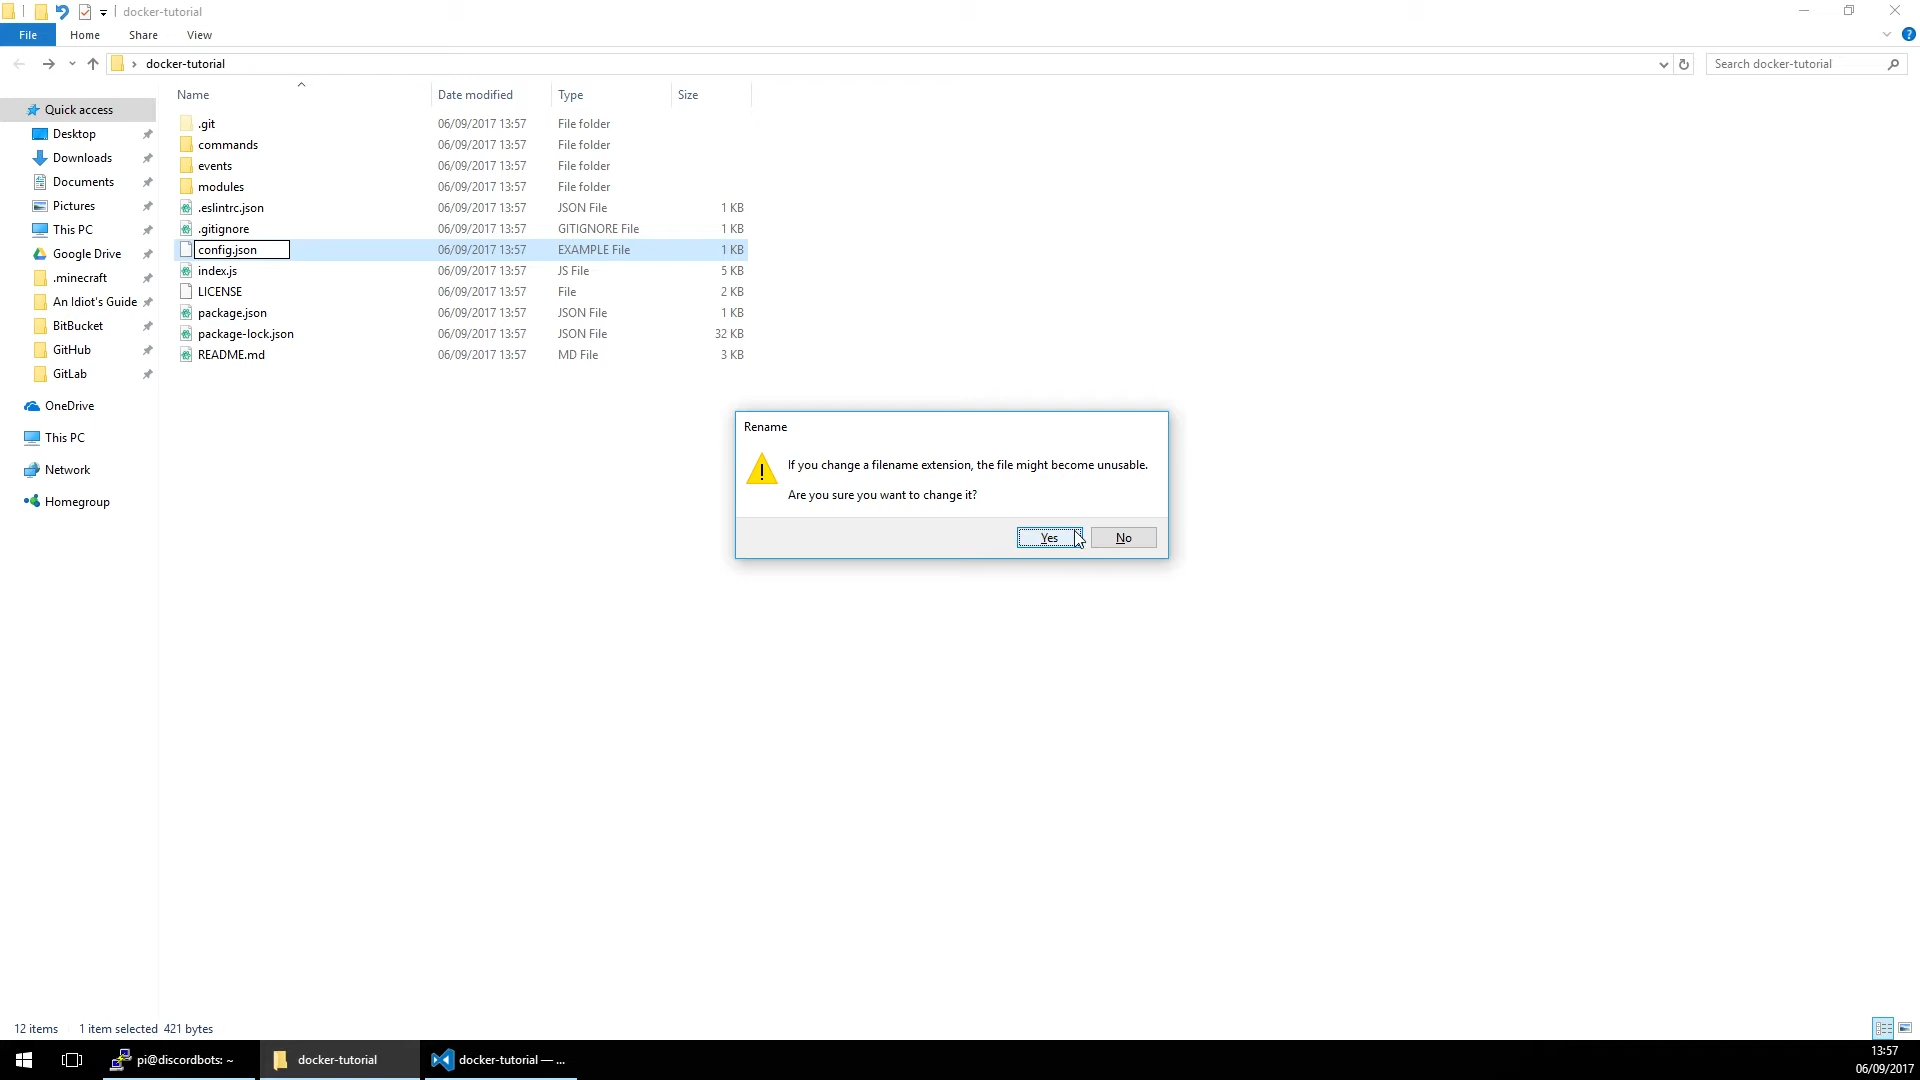 docker-tutorial
File Home Share View
docker-tutorial
Search docker-tutorial
Name Date modified Type Size
Quick access
Desktop
Downloads
Documents
Pictures
This PC
Google Drive
.minecraft
An Idiot's Guide
BitBucket
GitHub
GitLab
OneDrive
This PC
Network
Homegroup
.git 06/09/2017 13:57 File folder
commands 06/09/2017 13:57 File folder
events 06/09/2017 13:57 File folder
modules 06/09/2017 13:57 File folder
.eslintrc.json 06/09/2017 13:57 JSON File 1 KB
.gitignore 06/09/2017 13:57 GITIGNORE File 1 KB
config.json 06/09/2017 13:57 EXAMPLE File 1 KB
index.js 06/09/2017 13:57 JS File 5 KB
LICENSE 06/09/2017 13:57 File 2 KB
package.json 06/09/2017 13:57 JSON File 1 KB
package-lock.json 06/09/2017 13:57 JSON File 32 KB
README.md 06/09/2017 13:57 MD File 3 KB
Rename
If you change a filename extension, the file might become unusable.
Are you sure you want to change it?
Yes No
12 items 1 item selected 421 bytes
pi@discordbots: ~ docker-tutorial docker-tutorial — ...
13:57
06/09/2017